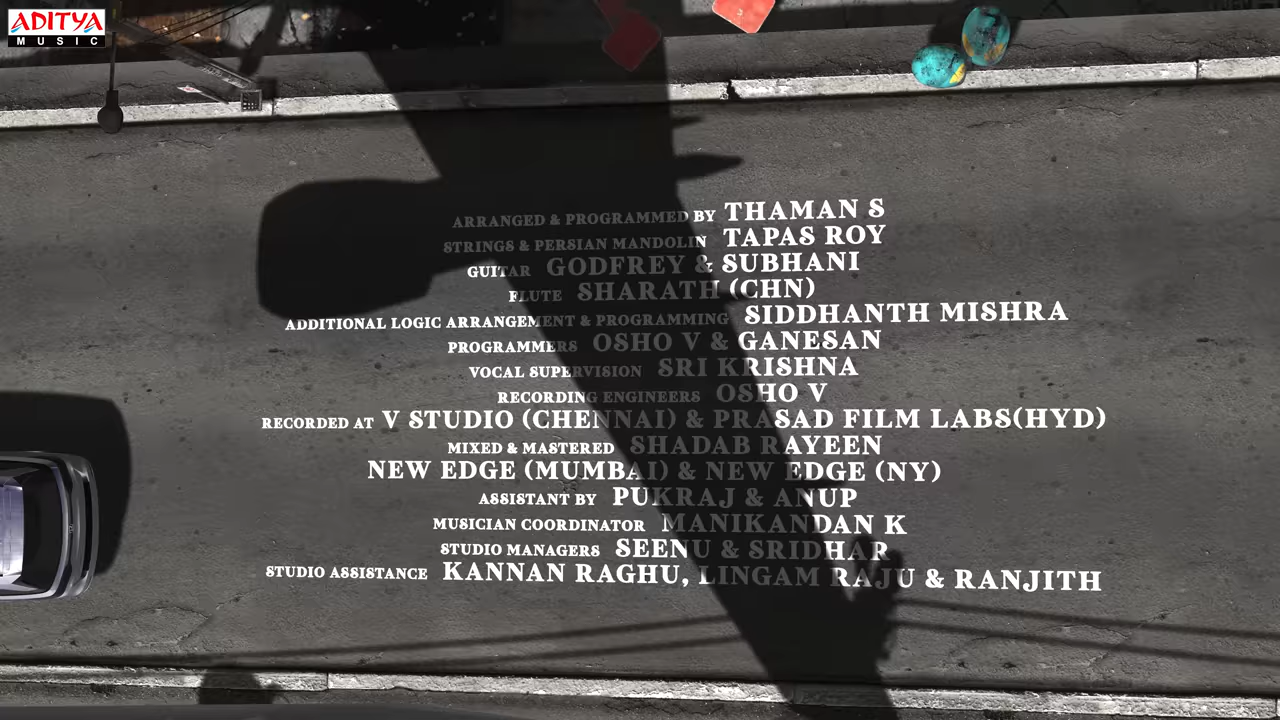 ADITYA
MUSIC
ARRANGED & PROGRAMMED BY THAMAN S
STRINGS & PERSIAN MANDOLIN TAPAS ROY
GUITAR GODFREY & SUBHANI
FLUTE SHARATH (CHN)
ADDITIONAL LOGIC ARRANGEMENT & PROGRAMMING SIDDHANTH MISHRA
PROGRAMMERS OSHO V & GANESAN
VOCAL SUPERVISION SRI KRISHNA
RECORDING ENGINEERS OSHO V
RECORDED AT V STUDIO (CHENNAI) & PRASAD FILM LABS(HYD)
MIXED & MASTERED SHADAB RAYEEN
NEW EDGE (MUMBAI) & NEW EDGE (NY)
ASSISTANT BY PUKRAJ & ANUP
MUSICIAN COORDINATOR MANIKANDAN K
STUDIO MANAGERS SEENU & SRIDHAR
STUDIO ASSISTANCE KANNAN RAGHU, LINGAM RAJU & RANJITH